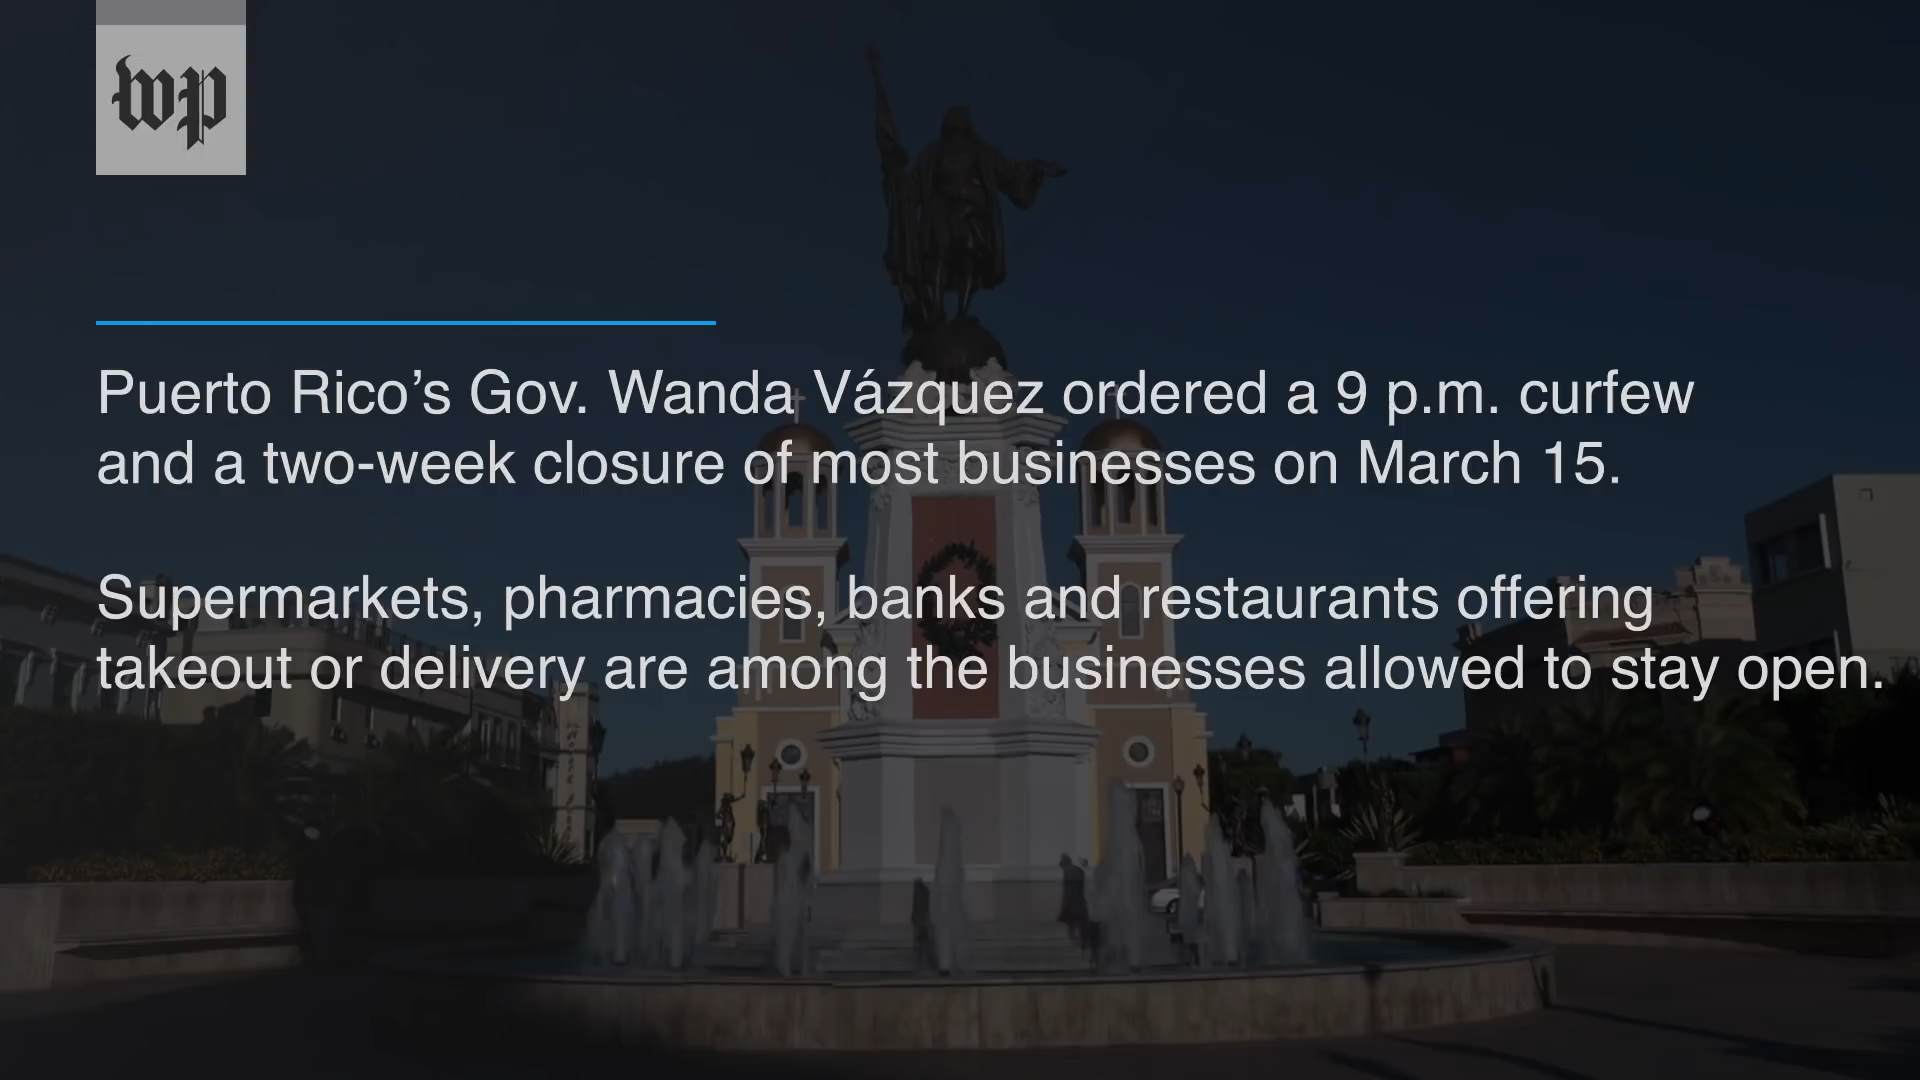 wp
Puerto Rico’s Gov. Wanda Vázquez ordered a 9 p.m. curfew
and a two-week closure of most businesses on March 15.
Supermarkets, pharmacies, banks and restaurants offering
takeout or delivery are among the businesses allowed to stay open.